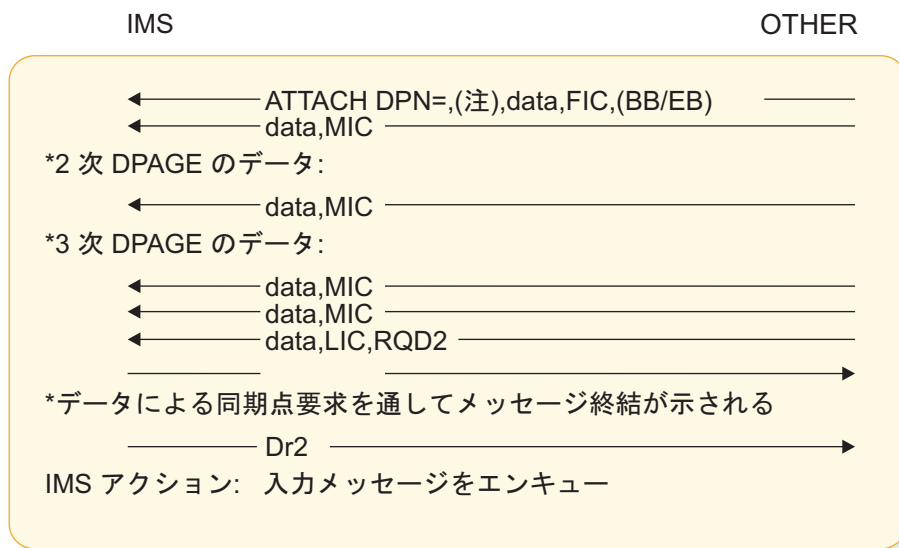 IMS OTHER
ATTACH DPN=,(注),data,FIC,(BB/EB)
data,MIC
*2 次 DPAGE のデータ:
data,MIC
*3 次 DPAGE のデータ:
data,MIC
data,MIC
data,LIC,RQD2
*データによる同期点要求を通してメッセージ終結が示される
Dr2
IMS アクション: 入力メッセージをエンキュー